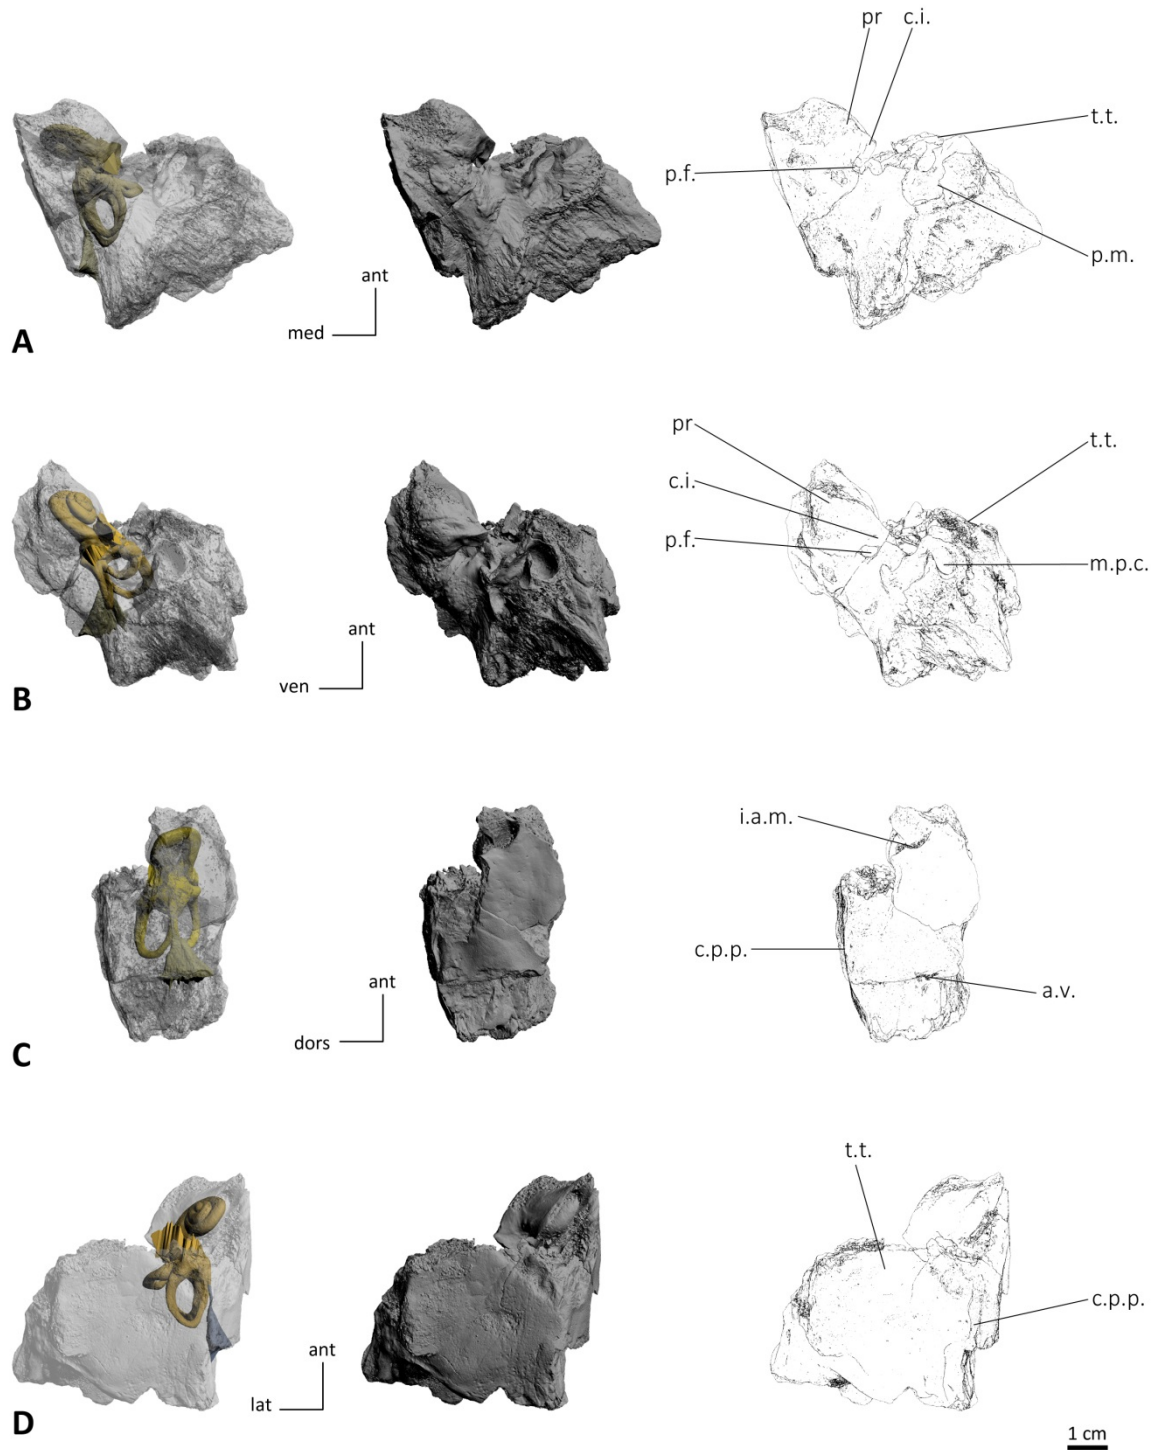 pr c.i.
t.t.
p.f.
p.m.
ant
med
A
pr
t.t.
c.i.
p.f.
m.p.c.
ant
ven
B
i.a.m.
c.p.p.
ant
a.v.
dors
C
t.t.
c.p.p.
ant
lat
D
1 cm